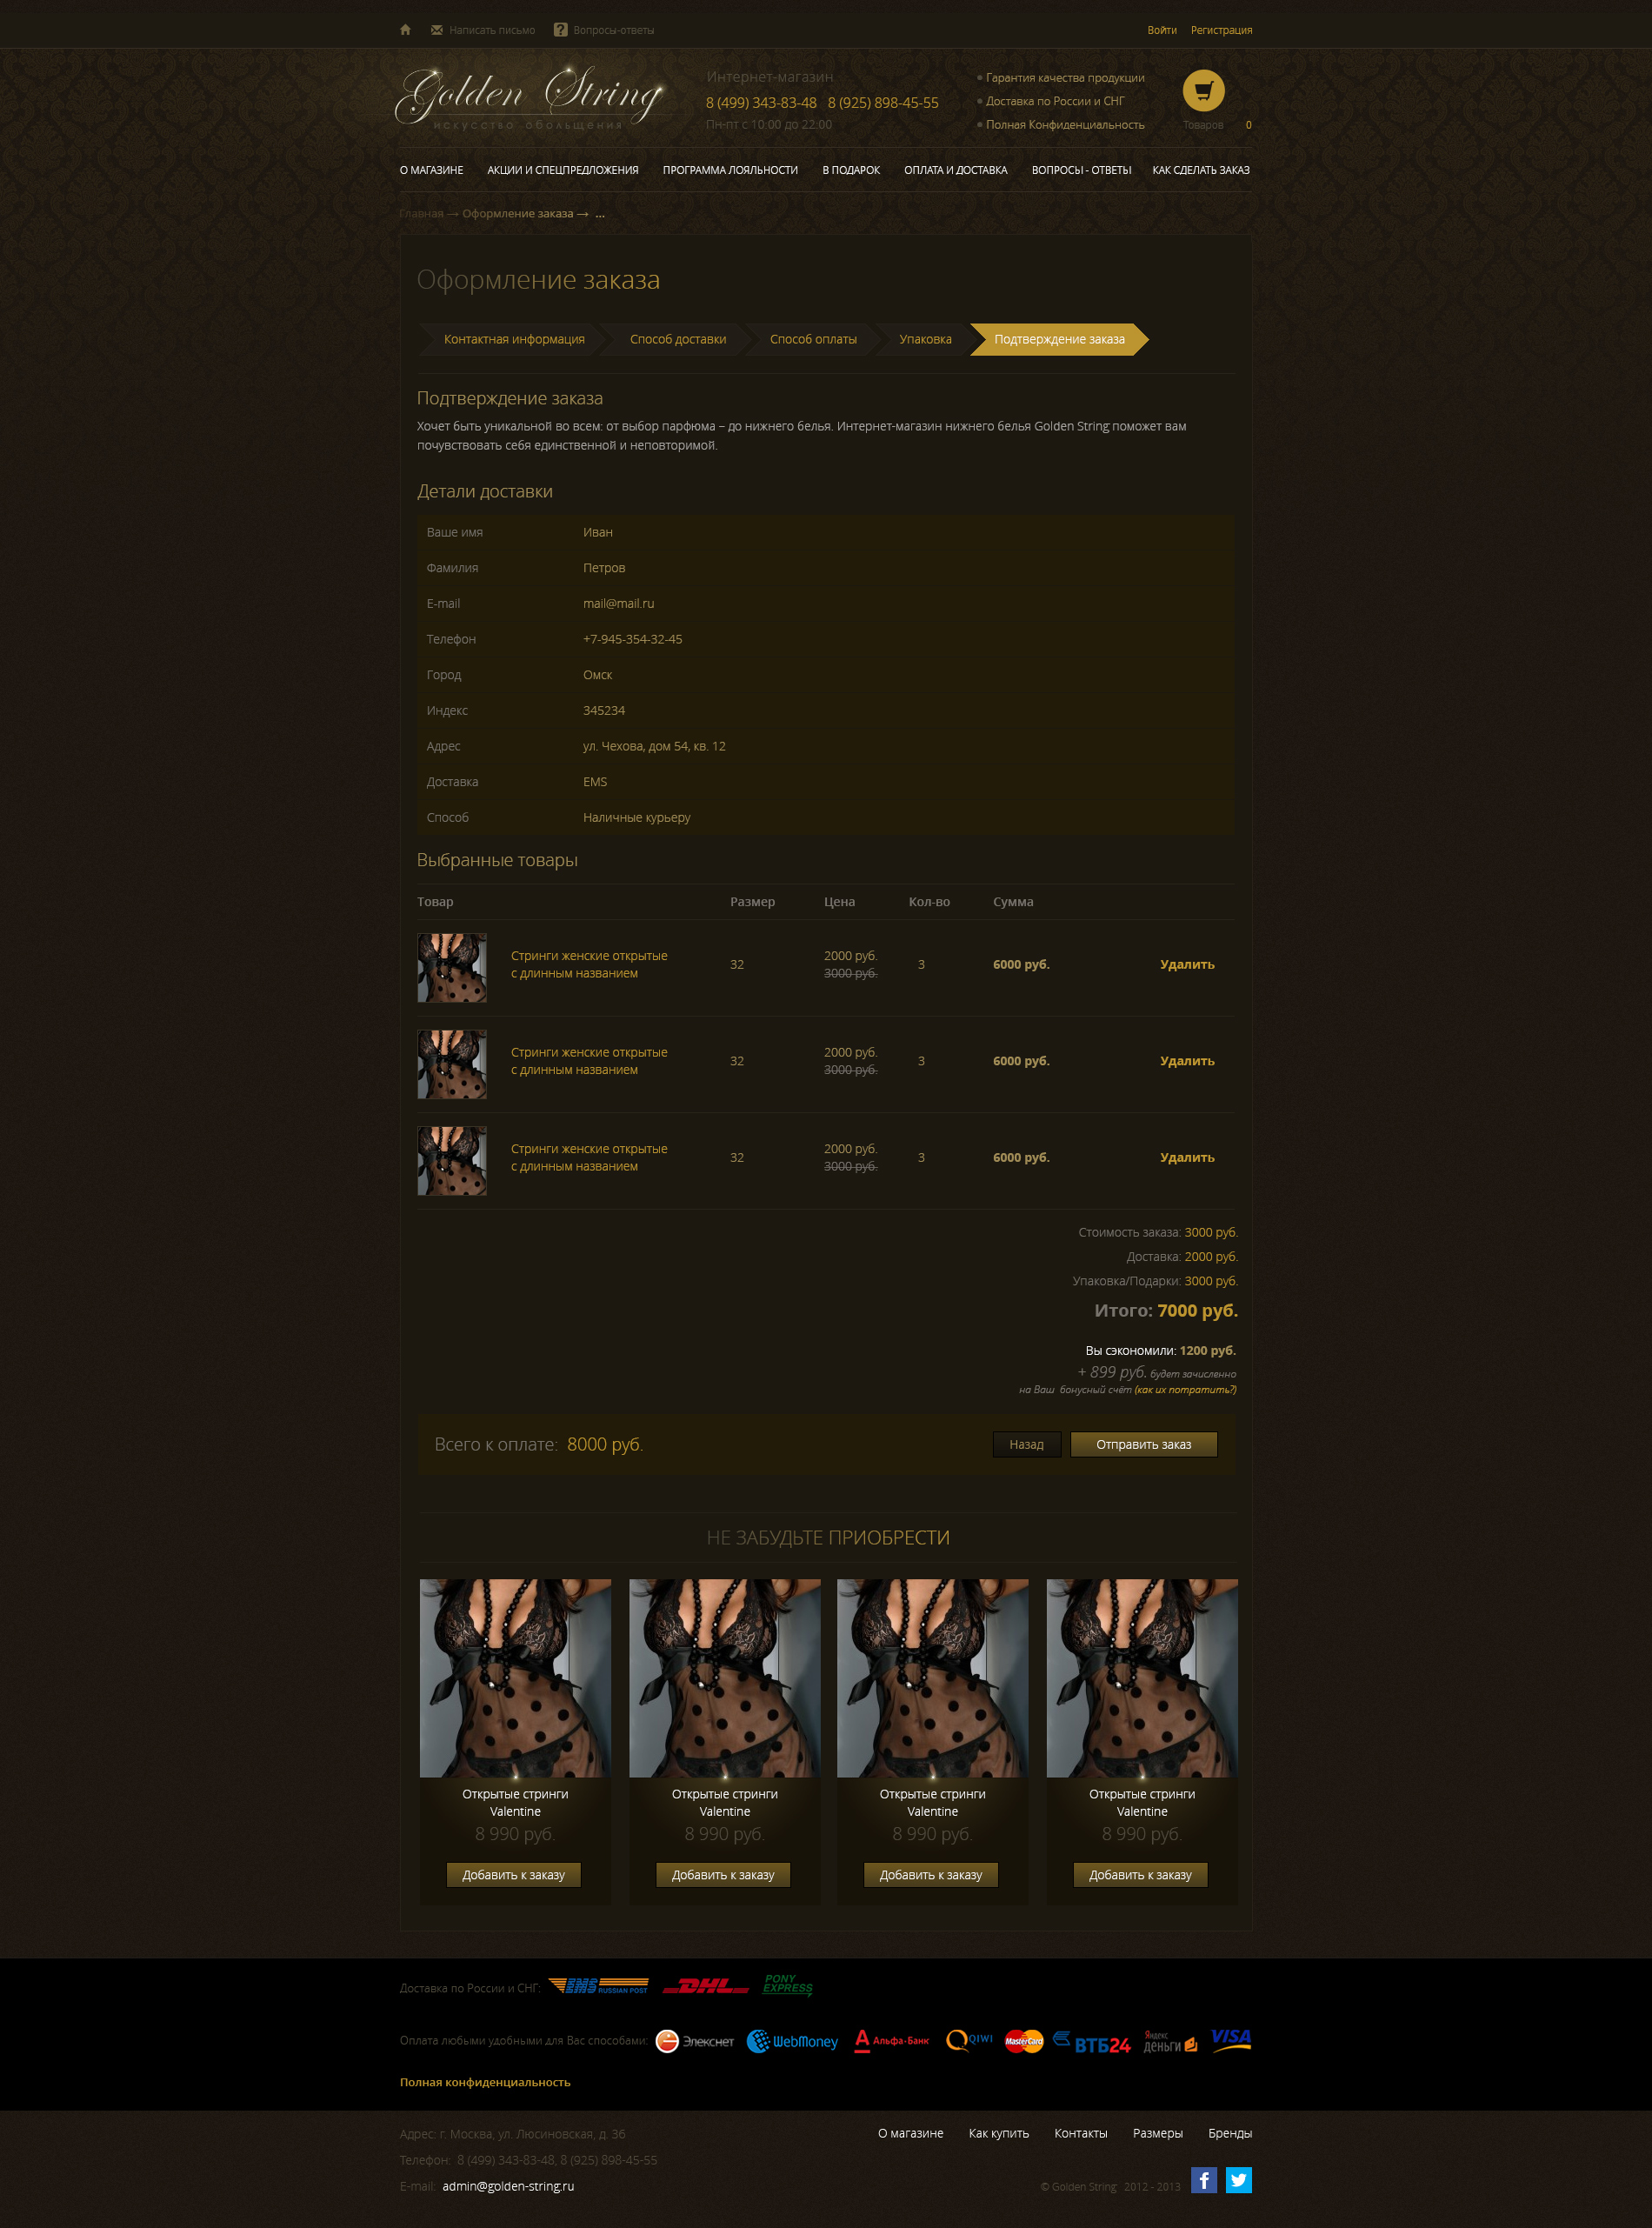 Написать письмо Вопросы-ответы Войти Регистрация
Golden String
искусство обольщения
Интернет-магазин
8 (499) 343-83-48 8 (925) 898-45-55
Пн-пт с 10:00 до 22:00
Гарантия качества продукции
Доставка по России и СНГ
Полная Конфиденциальность
Товаров 0
О МАГАЗИНЕ АКЦИИ И СПЕЦПРЕДЛОЖЕНИЯ ПРОГРАММА ЛОЯЛЬНОСТИ В ПОДАРОК ОПЛАТА И ДОСТАВКА ВОПРОСЫ - ОТВЕТЫ КАК СДЕЛАТЬ ЗАКАЗ
Главная → Оформление заказа → ...
Оформление заказа
Контактная информация Способ доставки Способ оплаты Упаковка Подтверждение заказа
Подтверждение заказа
Хочет быть уникальной во всем: от выбор парфюма – до нижнего белья. Интернет-магазин нижнего белья Golden String поможет вам
почувствовать себя единственной и неповторимой.
Детали доставки
Ваше имя Иван
Фамилия Петров
E-mail mail@mail.ru
Телефон +7-945-354-32-45
Город Омск
Индекс 345234
Адрес ул. Чехова, дом 54, кв. 12
Доставка EMS
Способ Наличные курьеру
Выбранные товары
Товар Размер Цена Кол-во Сумма
Стринги женские открытые
с длинным названием
32
2000 руб.
3000 руб.
3 6000 руб. Удалить
Стринги женские открытые
с длинным названием
32
2000 руб.
3000 руб.
3 6000 руб. Удалить
Стринги женские открытые
с длинным названием
32
2000 руб.
3000 руб.
3 6000 руб. Удалить
Стоимость заказа: 3000 руб.
Доставка: 2000 руб.
Упаковка/Подарки: 3000 руб.
Итого: 7000 руб.
Вы сэкономили: 1200 руб.
+ 899 руб. будет зачисленно
на Ваш бонусный счёт (как их потратить?)
Всего к оплате: 8000 руб. Назад Отправить заказ
НЕ ЗАБУДЬТЕ ПРИОБРЕСТИ
Открытые стринги
Valentine
8 990 руб.
Добавить к заказу
Открытые стринги
Valentine
8 990 руб.
Добавить к заказу
Открытые стринги
Valentine
8 990 руб.
Добавить к заказу
Открытые стринги
Valentine
8 990 руб.
Добавить к заказу
Доставка по России и СНГ: EMS RUSSIAN POST DHL PONY EXPRESS
Оплата любыми удобными для Вас способами: Элекснет WebMoney Альфа·Банк QIWI MasterCard ВТБ24 Яндекс деньги VISA
Полная конфиденциальность
Адрес: г. Москва, ул. Люсиновская, д. 36
Телефон: 8 (499) 343-83-48, 8 (925) 898-45-55
E-mail: admin@golden-string.ru
О магазине Как купить Контакты Размеры Бренды
© Golden String 2012 - 2013